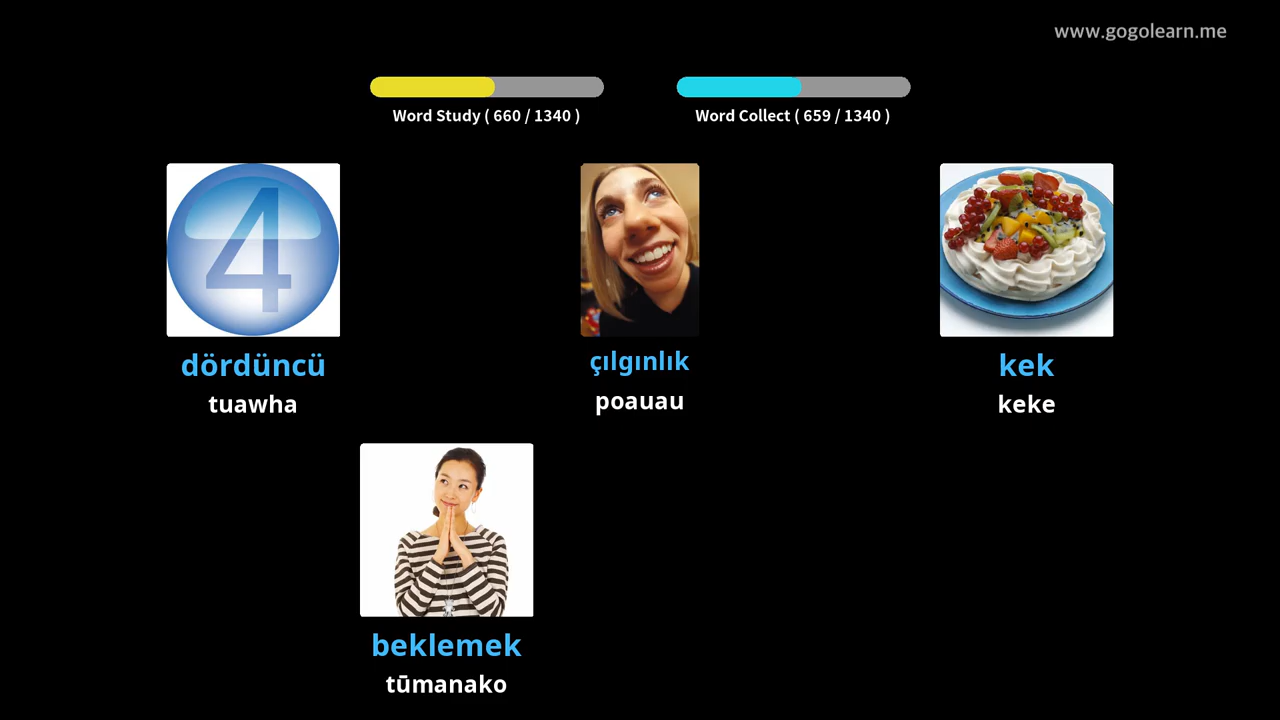 www.gogolearn.me
Word Study ( 660 / 1340 )
Word Collect ( 659 / 1340 )
4
dördüncü
tuawha
çılgınlık
poauau
kek
keke
beklemek
tūmanako